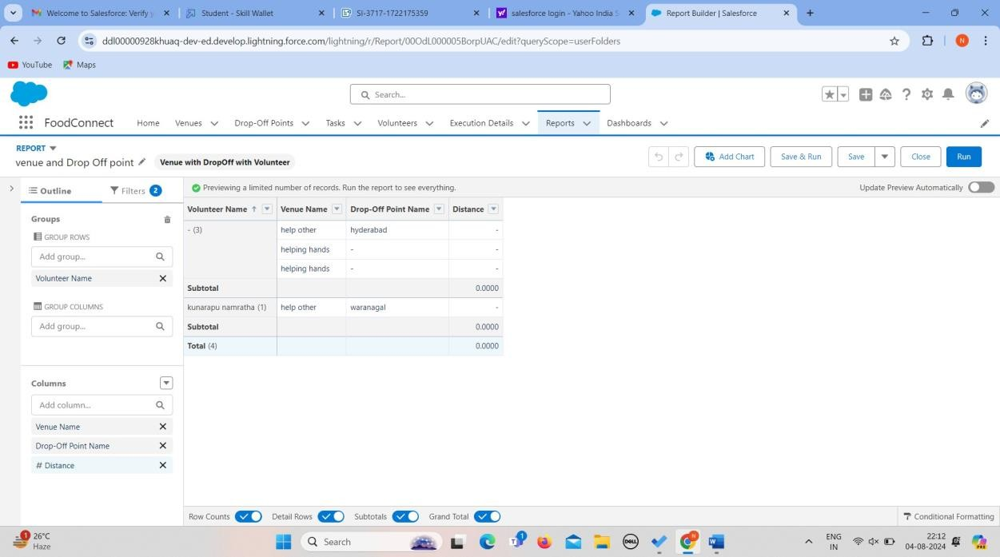 Welcome to Salesforce: Verify y
Student - Skill Wallet
SI-3717-1722175359
salesforce login - Yahoo India S
Report Builder | Salesforce
ddl00000928khuaq-dev-ed.develop.lightning.force.com/lightning/r/Report/00OdL000005BorpUAC/edit?queryScope=userFolders
N
YouTube
Maps
Search...
FoodConnect
Home
Venues
Drop-Off Points
Tasks
Volunteers
Execution Details
Reports
Dashboards
REPORT
venue and Drop Off point
Venue with DropOff with Volunteer
Add Chart
Save & Run
Save
Close
Run
Outline
Filters 2
Previewing a limited number of records. Run the report to see everything.
Update Preview Automatically
Groups
GROUP ROWS
Add group...
Volunteer Name
GROUP COLUMNS
Add group...
Columns
Add column...
Venue Name
Drop-Off Point Name
# Distance
Volunteer Name ↑ Venue Name Drop-Off Point Name Distance
- (3) help other hyderabad -
helping hands - -
helping hands - -
Subtotal 0.0000
kunarapu namratha (1) help other waranagal -
Subtotal 0.0000
Total (4) 0.0000
Row Counts
Detail Rows
Subtotals
Grand Total
Conditional Formatting
1
26°C
Haze
Search
1
DELL
N
W
ENG
IN
22:12
04-08-2024
PRE